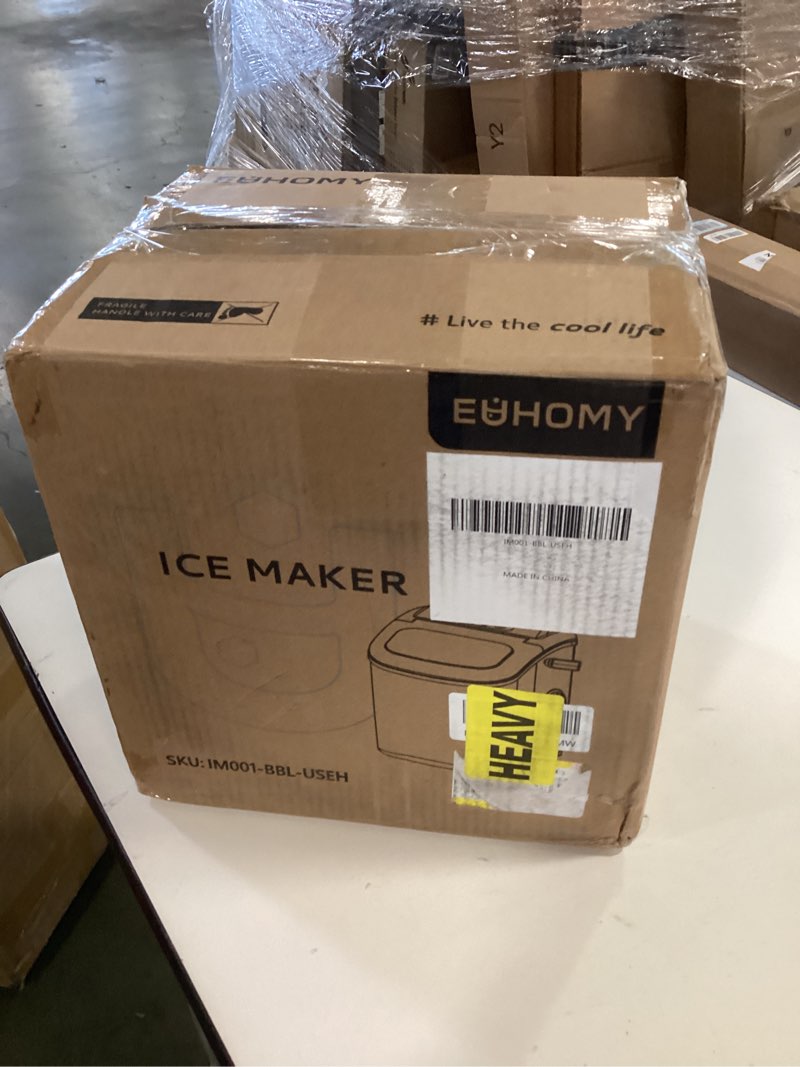 Y2
EUHOMY
FRAGILE
HANDLE WITH CARE
# Live the cool life
EUHOMY
IM001-BBL-USEH
MADE IN CHINA
ICE MAKER
HEAVY
MW
SKU: IM001-BBL-USEH